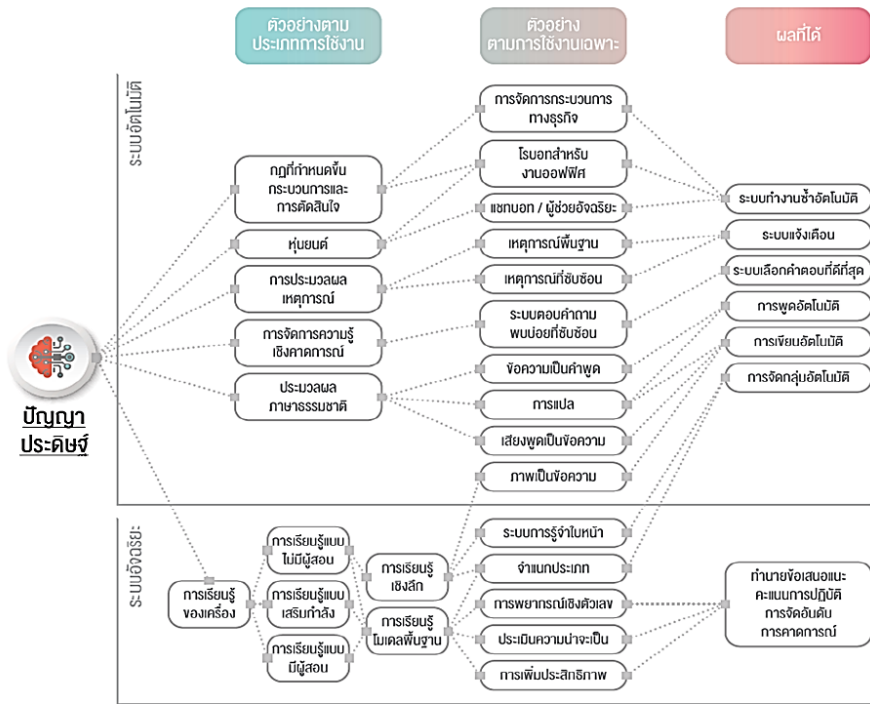 ตัวอย่างตาม
ประเภทการใช้งาน
ตัวอย่าง
ตามการใช้งานเฉพาะ
ผลที่ได้
ระบบอัตโนมัติ
กฎที่กำหนดขึ้น
กระบวนการและ
การตัดสินใจ
หุ่นยนต์
การประมวลผล
เหตุการณ์
การจัดการความรู้
เชิงคาดการณ์
ประมวลผล
ภาษาธรรมชาติ
การจัดการกระบวนการ
ทางธุรกิจ
โรบอทสำหรับ
งานออฟฟิศ
แชทบอท / ผู้ช่วยอัจฉริยะ
เหตุการณ์พื้นฐาน
เหตุการณ์ที่ซับซ้อน
ระบบตอบคำถาม
พบบ่อยที่ซับซ้อน
ข้อความเป็นคำพูด
การแปล
เสียงพูดเป็นข้อความ
ภาพเป็นข้อความ
ระบบทำงานซ้ำอัตโนมัติ
ระบบแจ้งเตือน
ระบบเลือกคำตอบที่ดีที่สุด
การพูดอัตโนมัติ
การเขียนอัตโนมัติ
การจัดกลุ่มอัตโนมัติ
ปัญญา
ประดิษฐ์
ระบบอัจฉริยะ
การเรียนรู้
ของเครื่อง
การเรียนรู้แบบ
ไม่มีผู้สอน
การเรียนรู้แบบ
เสริมกำลัง
การเรียนรู้แบบ
มีผู้สอน
การเรียนรู้
เชิงลึก
การเรียนรู้
โมเดลพื้นฐาน
ระบบการรู้จำใบหน้า
จำแนกประเภท
การพยากรณ์เชิงตัวเลข
ประเมินความน่าจะเป็น
การเพิ่มประสิทธิภาพ
ทำนายข้อเสนอแนะ
คะแนนการปฏิบัติ
การจัดอันดับ
การคาดการณ์